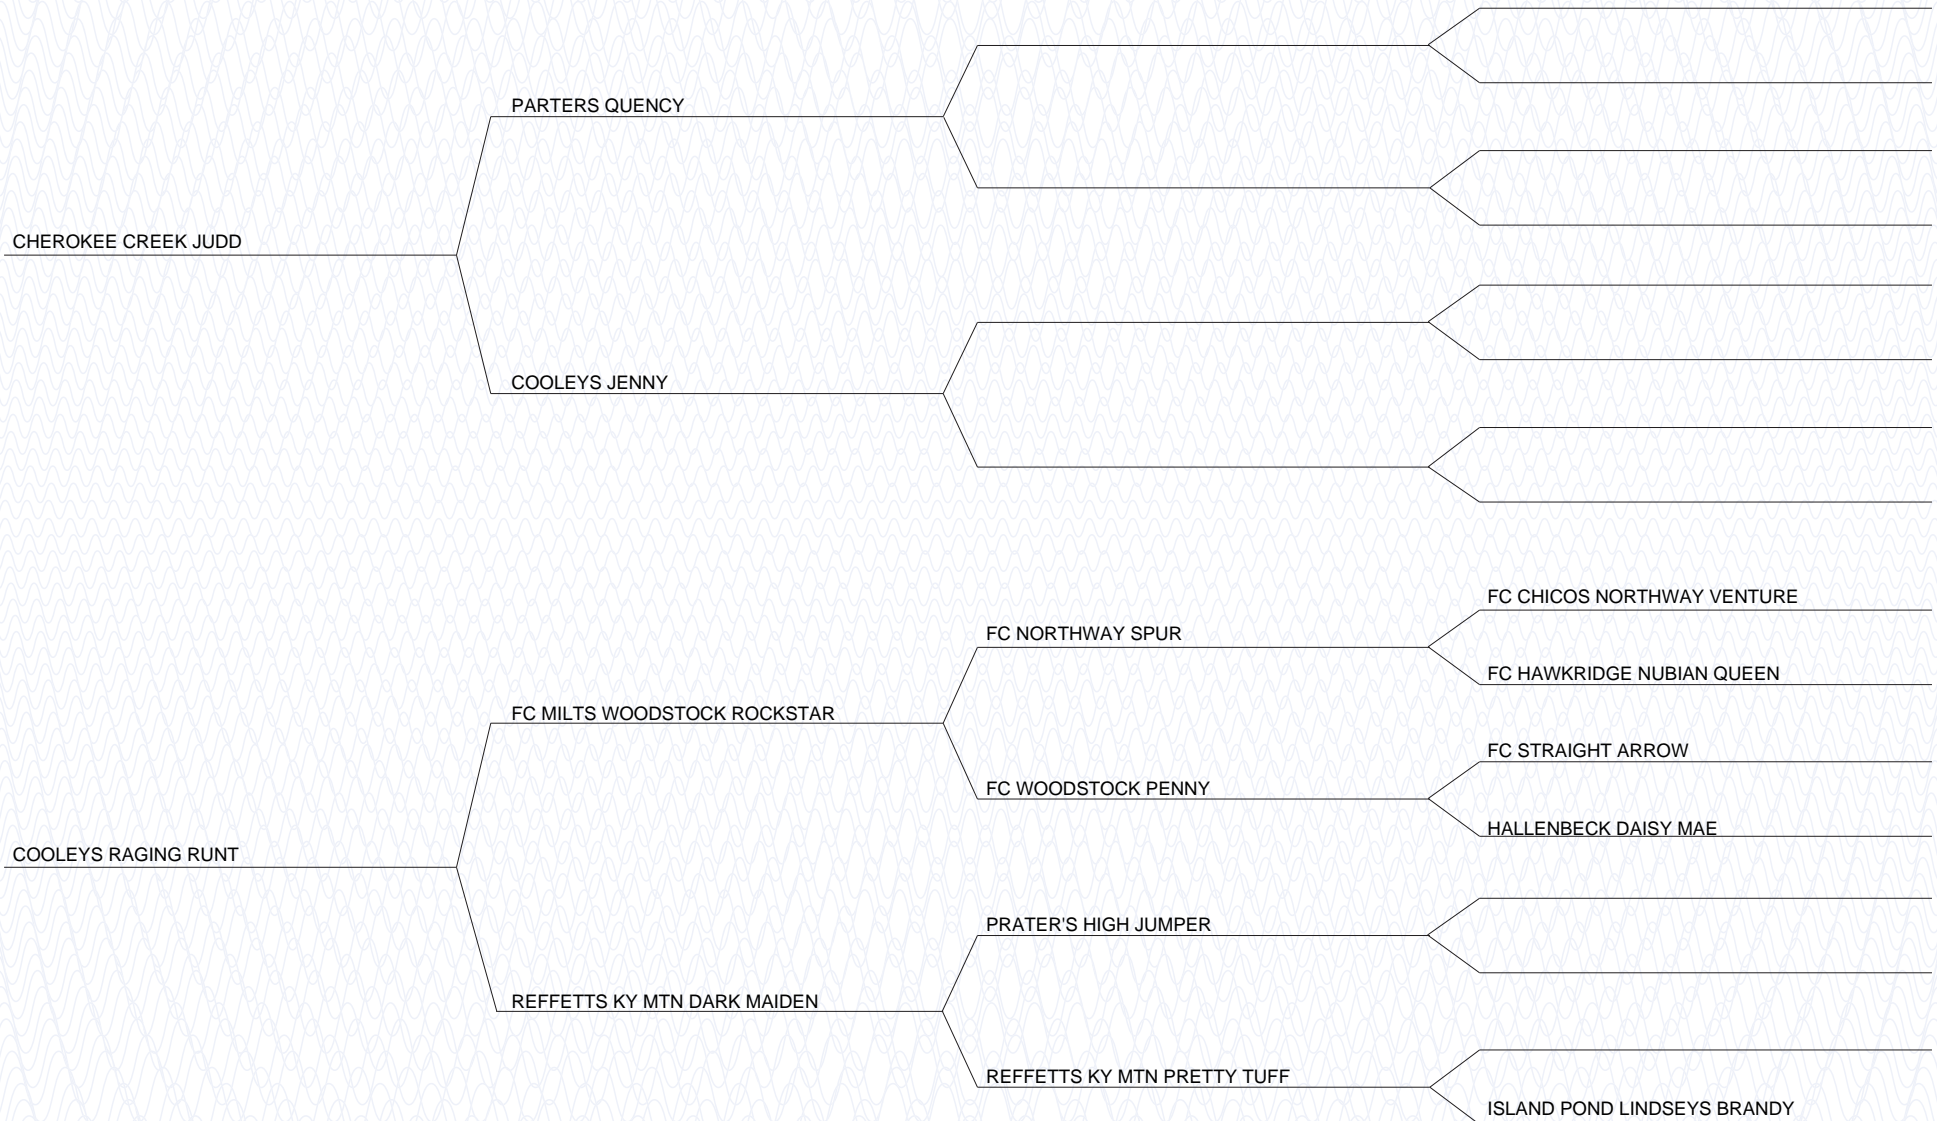 PARTERS QUENCY
CHEROKEE CREEK JUDD
COOLEYS JENNY
FC CHICOS NORTHWAY VENTURE
FC NORTHWAY SPUR
FC HAWKRIDGE NUBIAN QUEEN
FC MILTS WOODSTOCK ROCKSTAR
FC STRAIGHT ARROW
FC WOODSTOCK PENNY
HALLENBECK DAISY MAE
COOLEYS RAGING RUNT
PRATER'S HIGH JUMPER
REFFETTS KY MTN DARK MAIDEN
REFFETTS KY MTN PRETTY TUFF
ISLAND POND LINDSEYS BRANDY